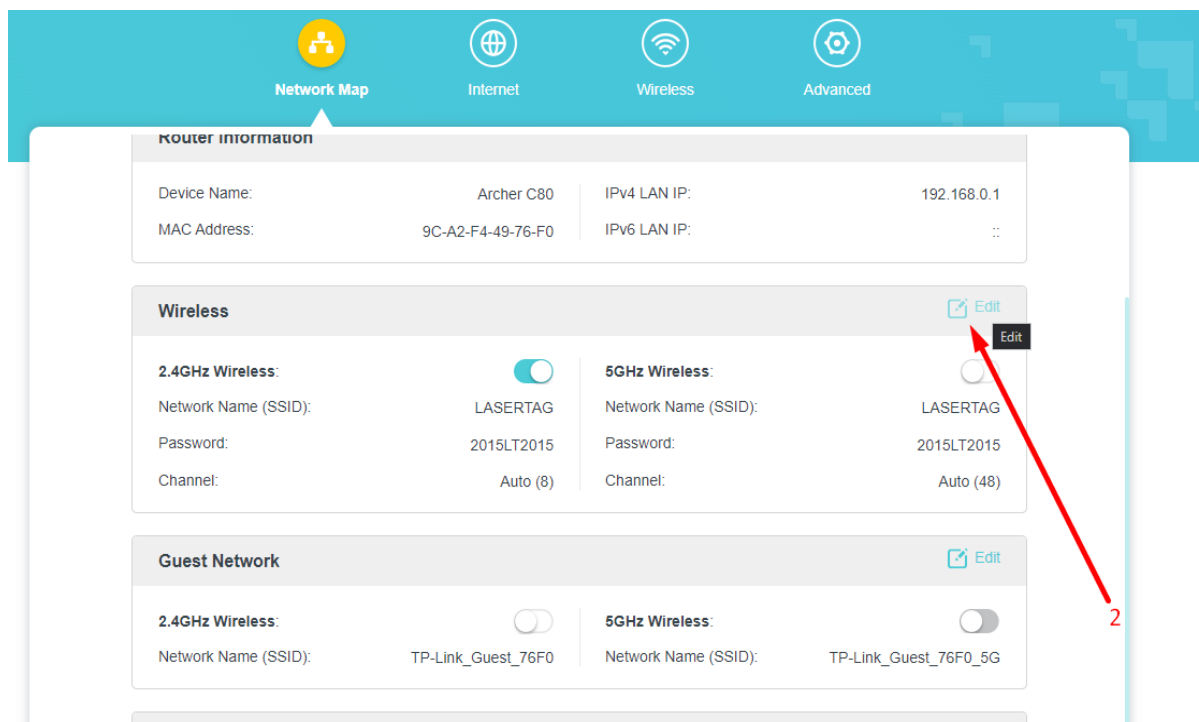 Network Map Internet Wireless Advanced
Router Information
Device Name: Archer C80 IPv4 LAN IP: 192.168.0.1
MAC Address: 9C-A2-F4-49-76-F0 IPv6 LAN IP: ::
Wireless Edit
Edit
2.4GHz Wireless: 5GHz Wireless:
Network Name (SSID): LASERTAG Network Name (SSID): LASERTAG
Password: 2015LT2015 Password: 2015LT2015
Channel: Auto (8) Channel: Auto (48)
Guest Network Edit
2.4GHz Wireless: 5GHz Wireless:
2
Network Name (SSID): TP-Link_Guest_76F0 Network Name (SSID): TP-Link_Guest_76F0_5G